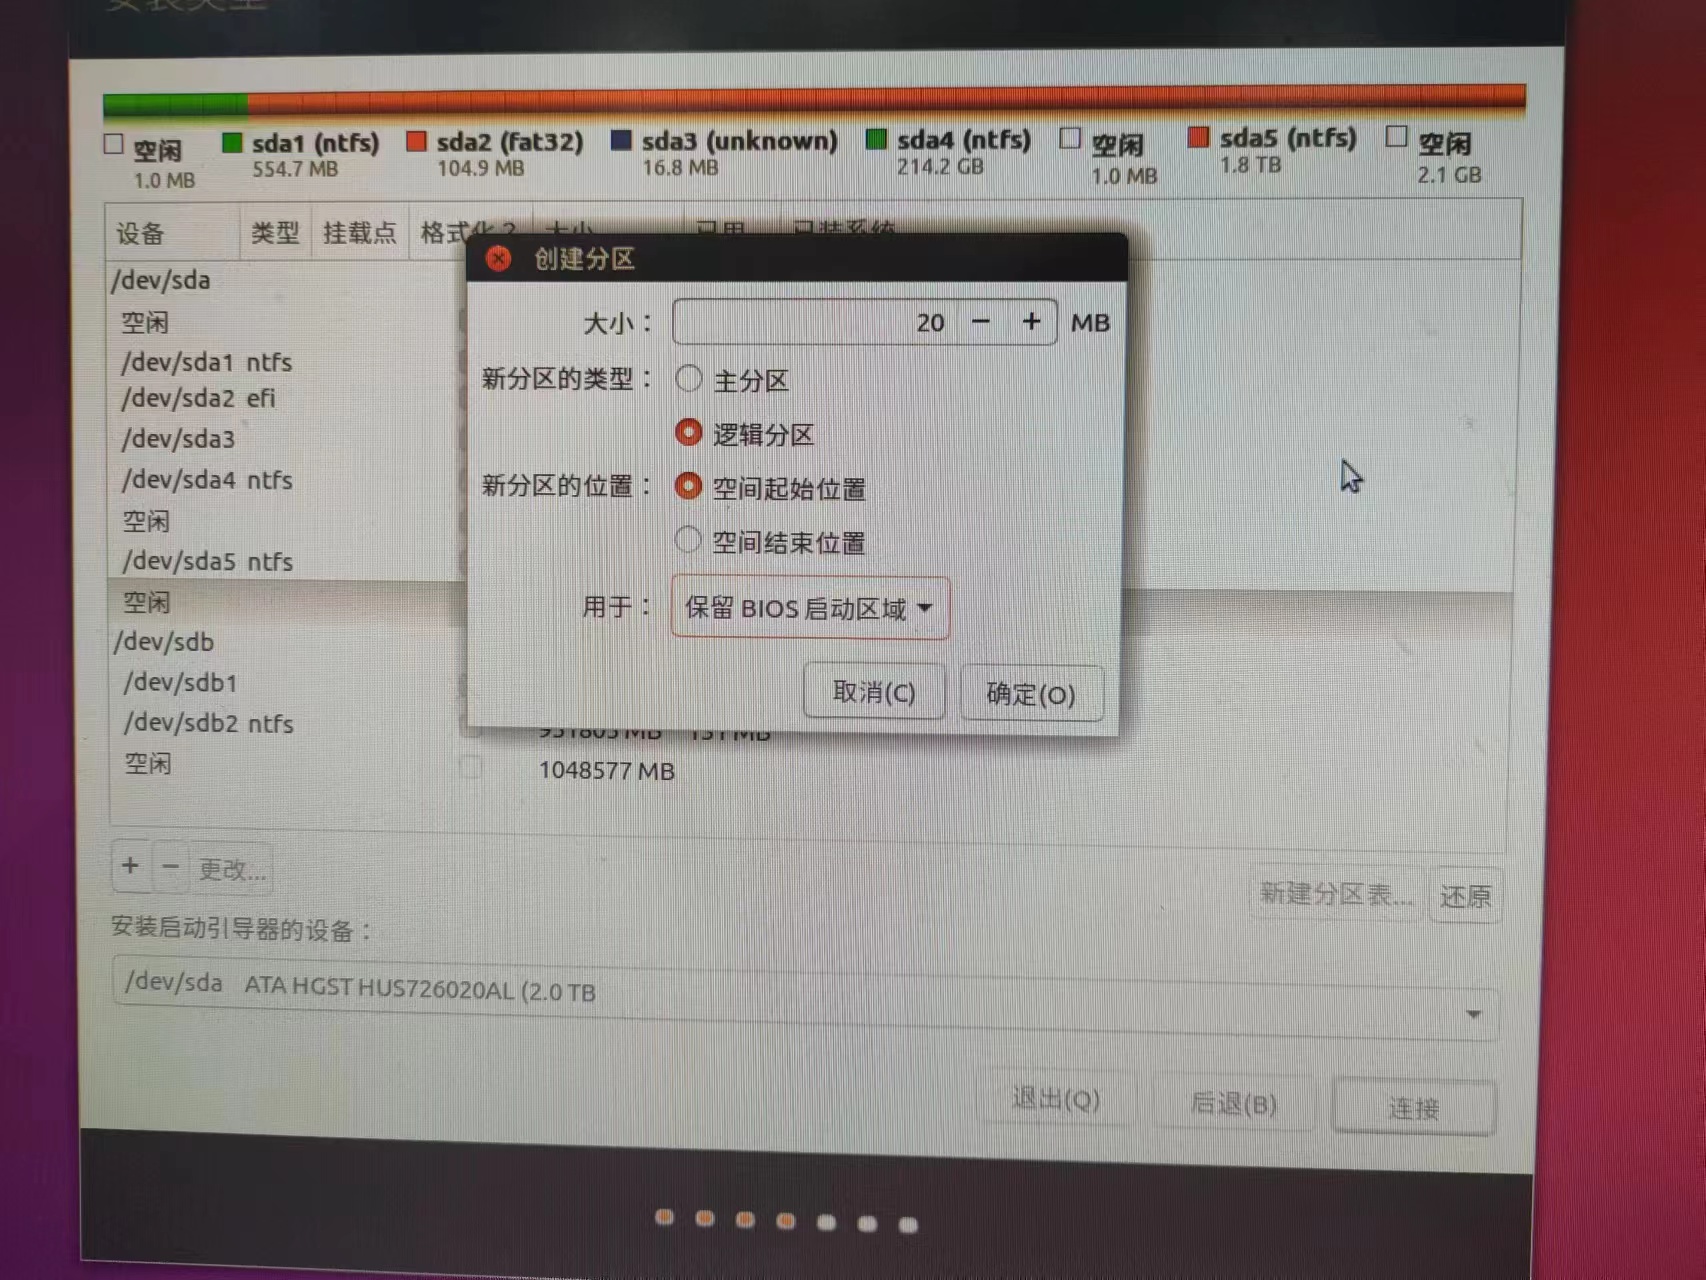 安装类型
空闲 sda1 (ntfs) sda2 (fat32) sda3 (unknown) sda4 (ntfs) 空闲 sda5 (ntfs) 空闲
1.0 MB 554.7 MB 104.9 MB 16.8 MB 214.2 GB 1.0 MB 1.8 TB 2.1 GB
设备 类型 挂载点 格式化? 大小 已用 已装系统
/dev/sda
空闲
/dev/sda1 ntfs
/dev/sda2 efi
/dev/sda3
/dev/sda4 ntfs
空闲
/dev/sda5 ntfs
空闲
/dev/sdb
/dev/sdb1
/dev/sdb2 ntfs
空闲 1048577 MB
创建分区
大小： 20 − + MB
新分区的类型： 主分区
逻辑分区
新分区的位置： 空间起始位置
空间结束位置
用于： 保留 BIOS 启动区域
取消(C) 确定(O)
+ − 更改... 新建分区表... 还原
安装启动引导器的设备：
/dev/sda ATA HGST HUS726020AL (2.0 TB
退出(Q) 后退(B) 连接